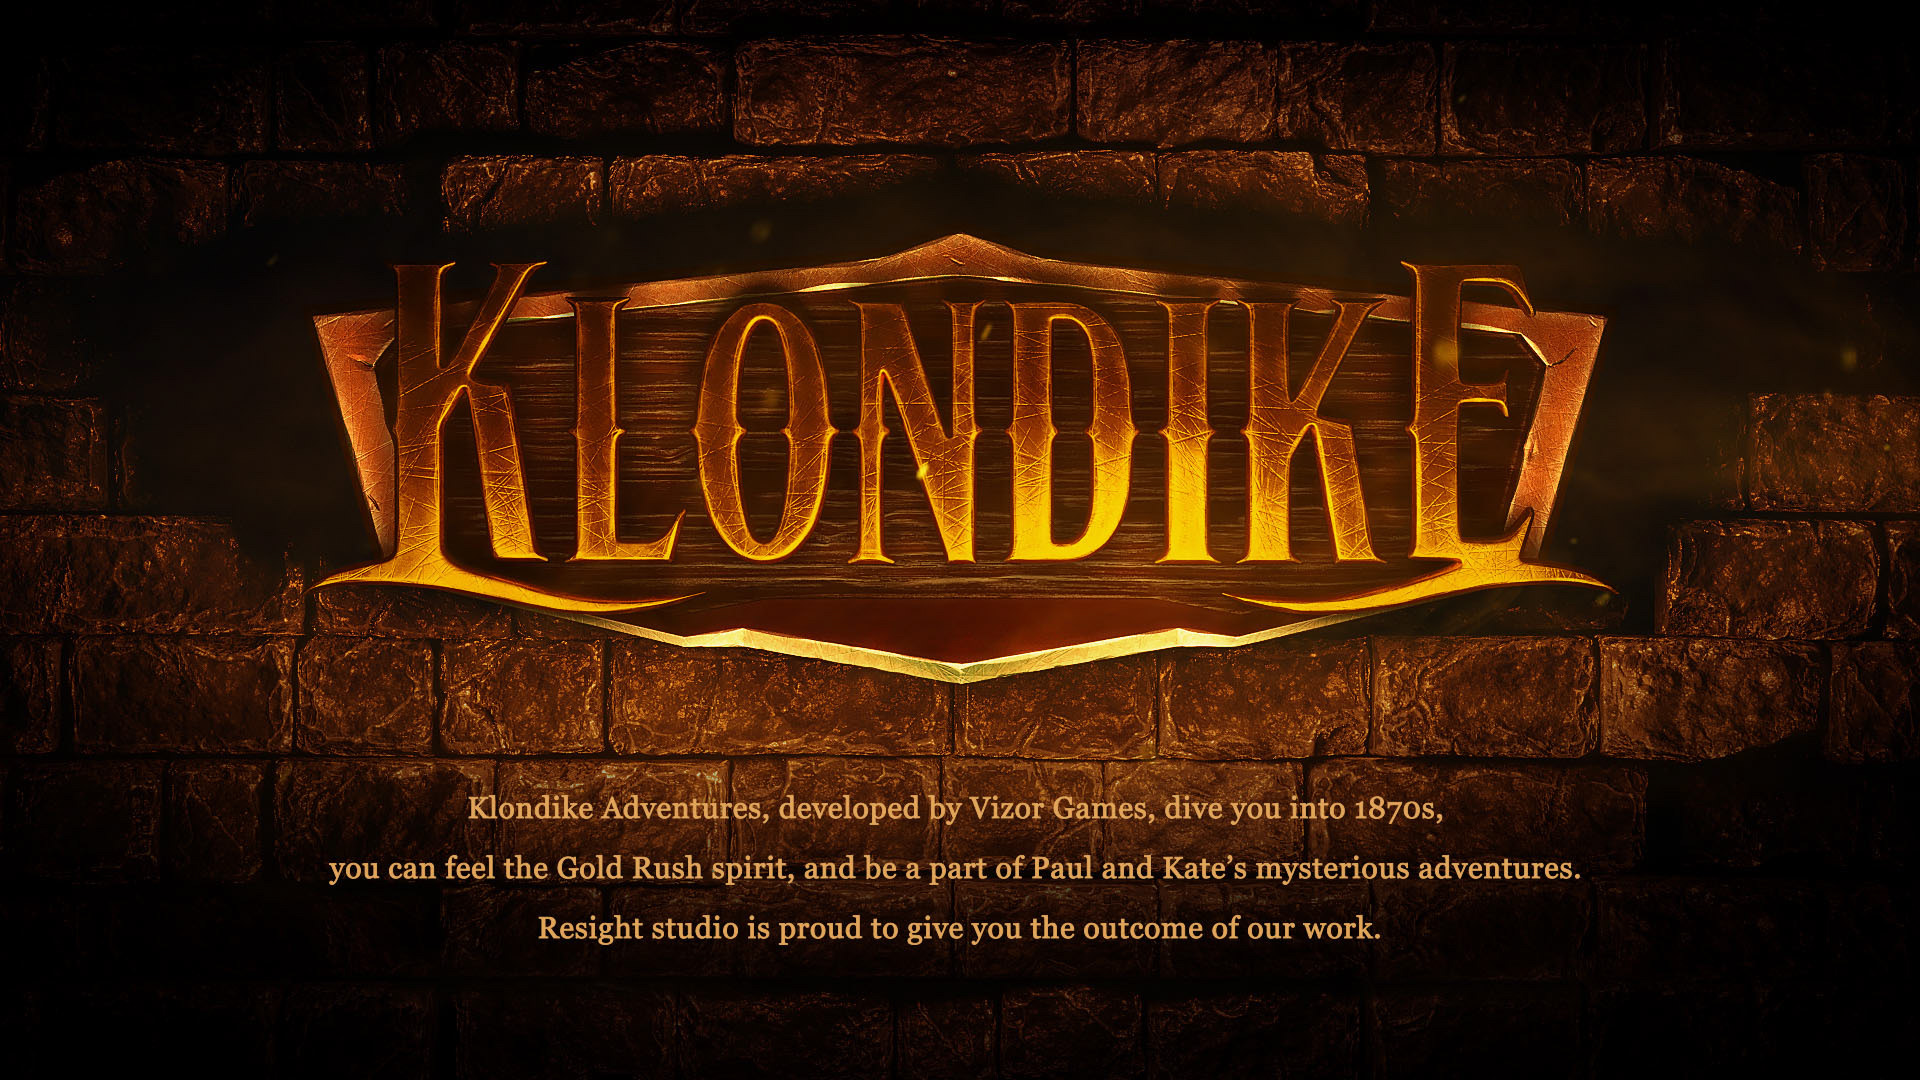 KLONDIKE
Klondike Adventures, developed by Vizor Games, dive you into 1870s,
you can feel the Gold Rush spirit, and be a part of Paul and Kate’s mysterious adventures.
Resight studio is proud to give you the outcome of our work.